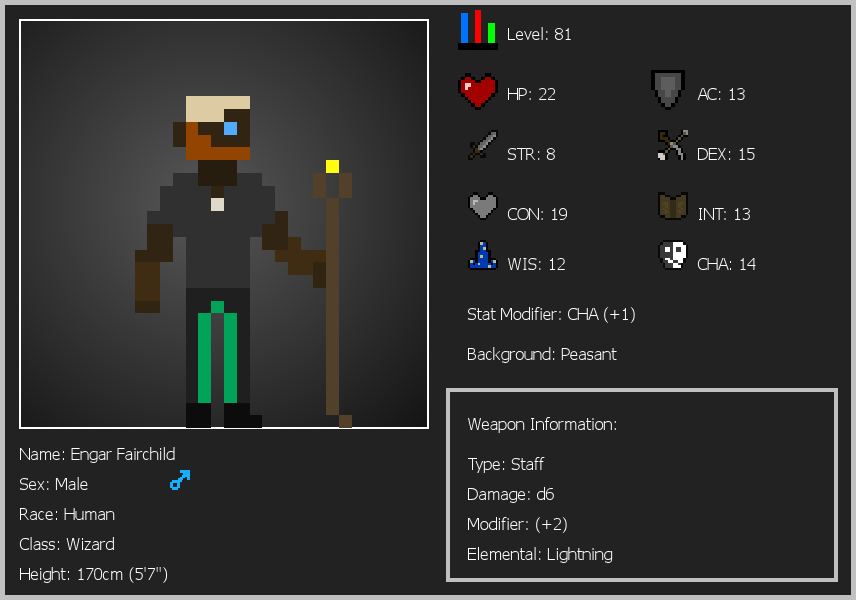 Level: 81
HP: 22
AC: 13
STR: 8
DEX: 15
CON: 19
INT: 13
WIS: 12
CHA: 14
Stat Modifier: CHA (+1)
Background: Peasant
Weapon Information:
Type: Staff
Damage: d6
Modifier: (+2)
Elemental: Lightning
Name: Engar Fairchild
Sex: Male
Race: Human
Class: Wizard
Height: 170cm (5'7")